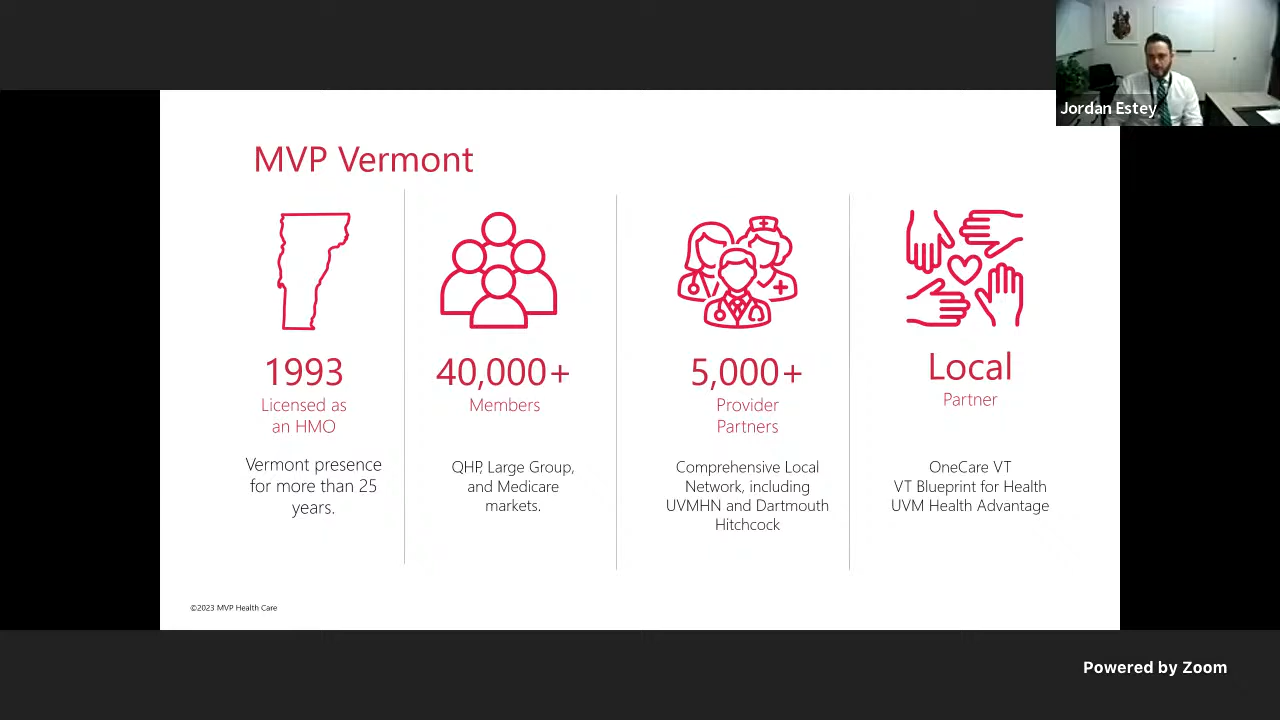 Jordan Estey
MVP Vermont
1993
Licensed as
an HMO
Vermont presence
for more than 25
years.
40,000+
Members
QHP, Large Group,
and Medicare
markets.
5,000+
Provider
Partners
Comprehensive Local
Network, including
UVMHN and Dartmouth
Hitchcock
Local
Partner
OneCare VT
VT Blueprint for Health
UVM Health Advantage
©2023 MVP Health Care
Powered by Zoom